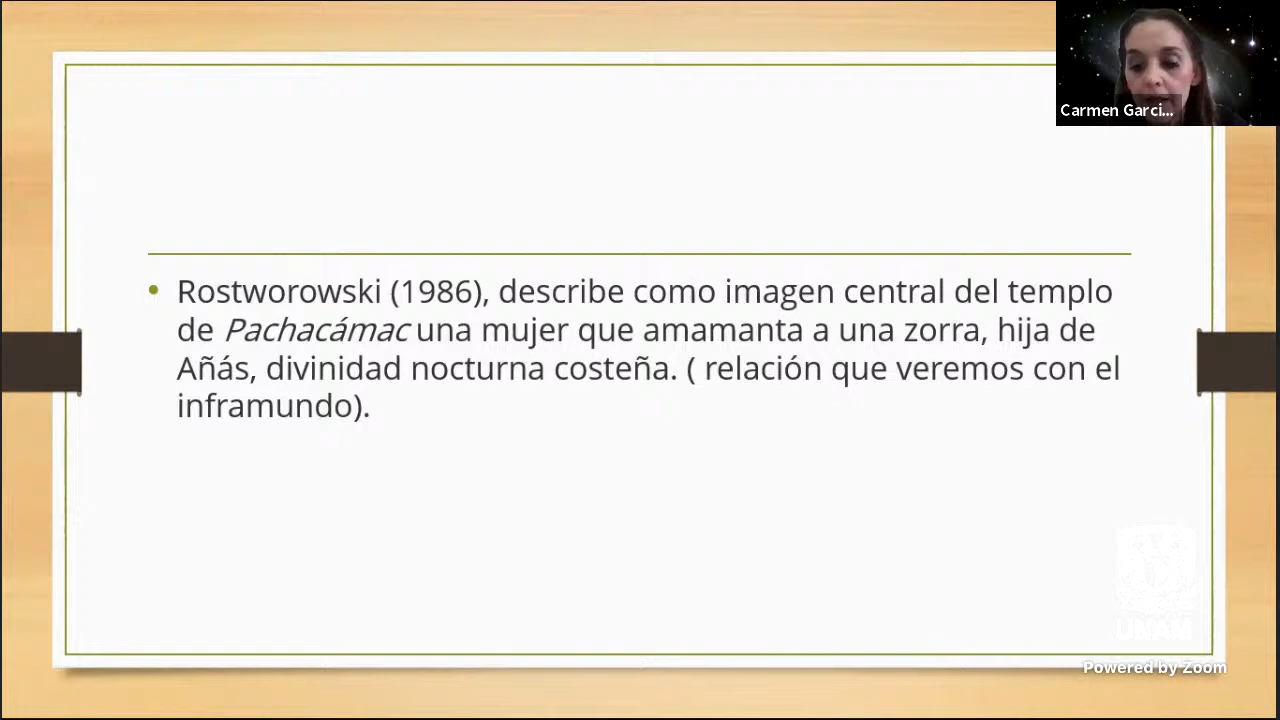 Carmen Garci...
Rostworowski (1986), describe como imagen central del templo
de Pachacámac una mujer que amamanta a una zorra, hija de
Añás, divinidad nocturna costeña. ( relación que veremos con el
inframundo).
UNAM
Powered by Zoom